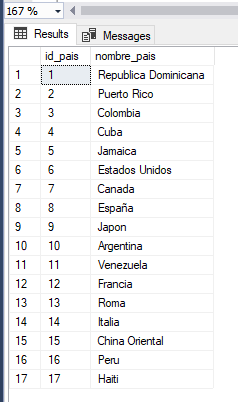 167 %
Results Messages
id_pais nombre_pais
1 1 Republica Dominicana
2 2 Puerto Rico
3 3 Colombia
4 4 Cuba
5 5 Jamaica
6 6 Estados Unidos
7 7 Canada
8 8 España
9 9 Japon
10 10 Argentina
11 11 Venezuela
12 12 Francia
13 13 Roma
14 14 Italia
15 15 China Oriental
16 16 Peru
17 17 Haiti